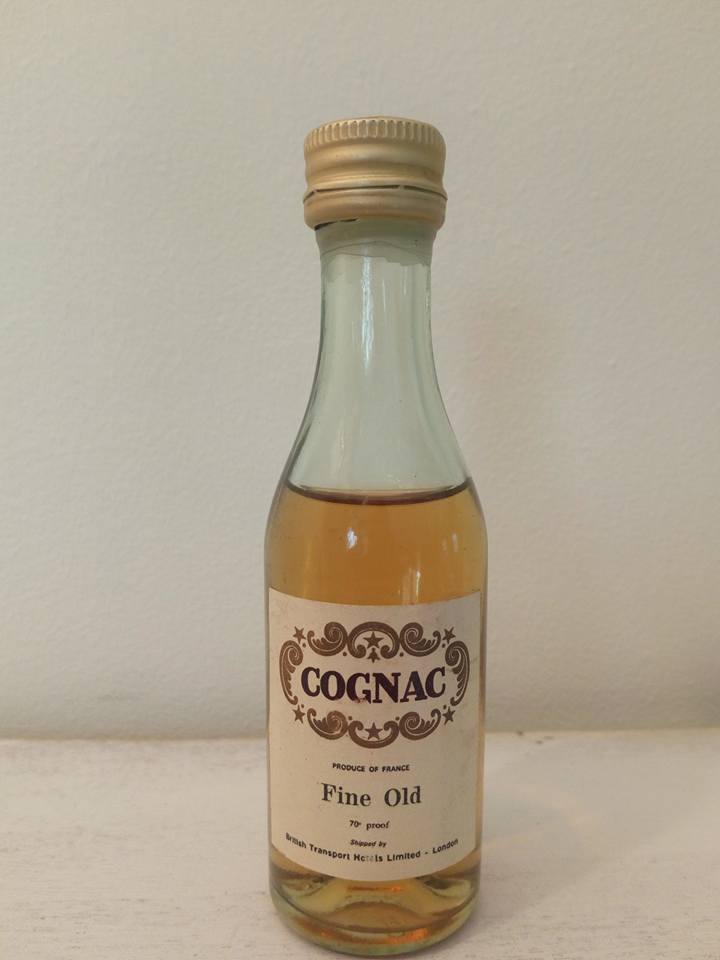 COGNAC
PRODUCE OF FRANCE
Fine Old
70° proof
Shipped by
British Transport Hotels Limited - London